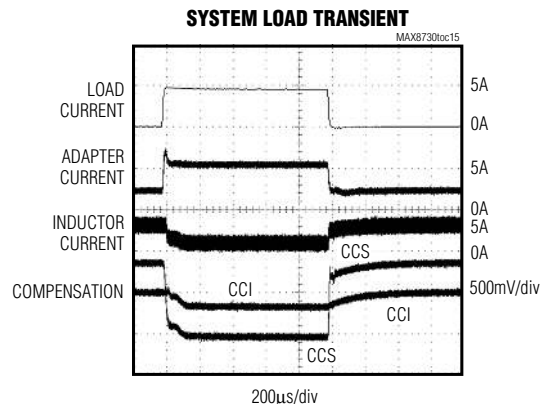 SYSTEM LOAD TRANSIENT
MAX8730toc15
LOAD
CURRENT
5A
0A
ADAPTER
CURRENT
5A
0A
INDUCTOR
CURRENT
5A
0A
CCS
COMPENSATION
CCI
500mV/div
CCI
CCS
200µs/div